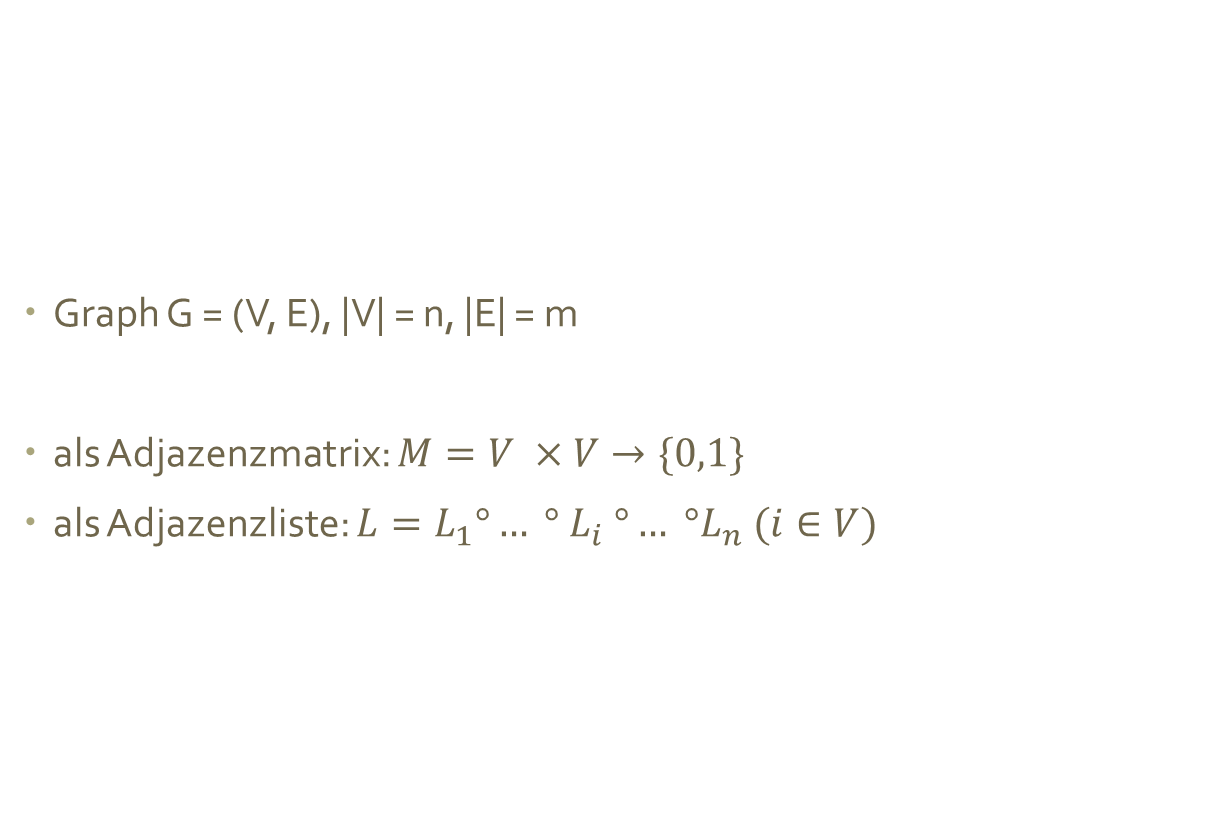 • Graph G = (V, E), |V| = n, |E| = m
• als Adjazenzmatrix: M = V × V → {0,1}
• als Adjazenzliste: L = L₁° … ° Lᵢ ° … °Lₙ (i ∈ V)